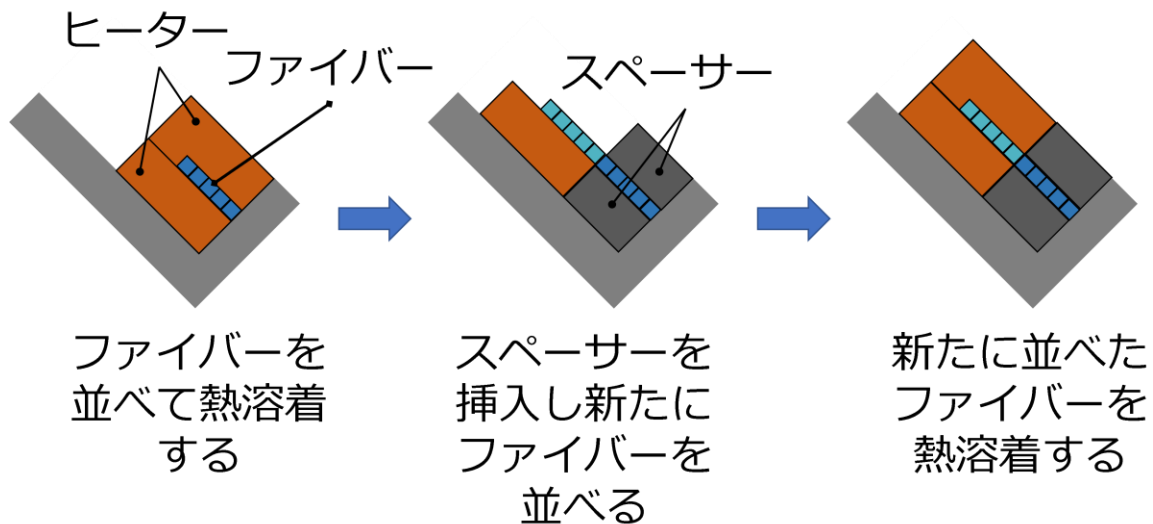 ヒーター
ファイバー
スペーサー
ファイバーを
並べて熱溶着
する
スペーサーを
挿入し新たに
ファイバーを
並べる
新たに並べた
ファイバーを
熱溶着する